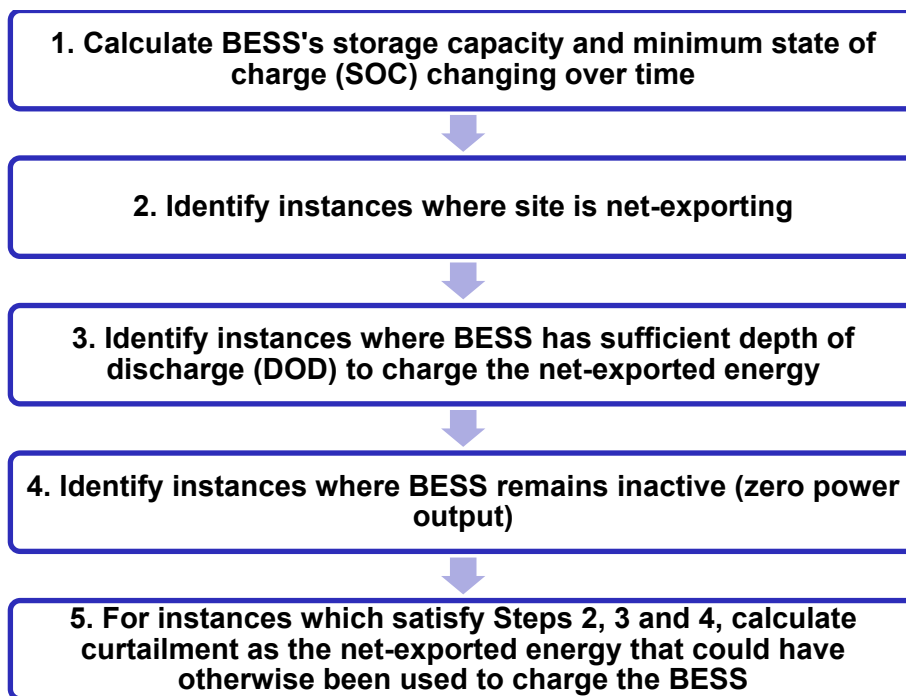 1. Calculate BESS's storage capacity and minimum state of
charge (SOC) changing over time
2. Identify instances where site is net-exporting
3. Identify instances where BESS has sufficient depth of
discharge (DOD) to charge the net-exported energy
4. Identify instances where BESS remains inactive (zero power
output)
5. For instances which satisfy Steps 2, 3 and 4, calculate
curtailment as the net-exported energy that could have
otherwise been used to charge the BESS